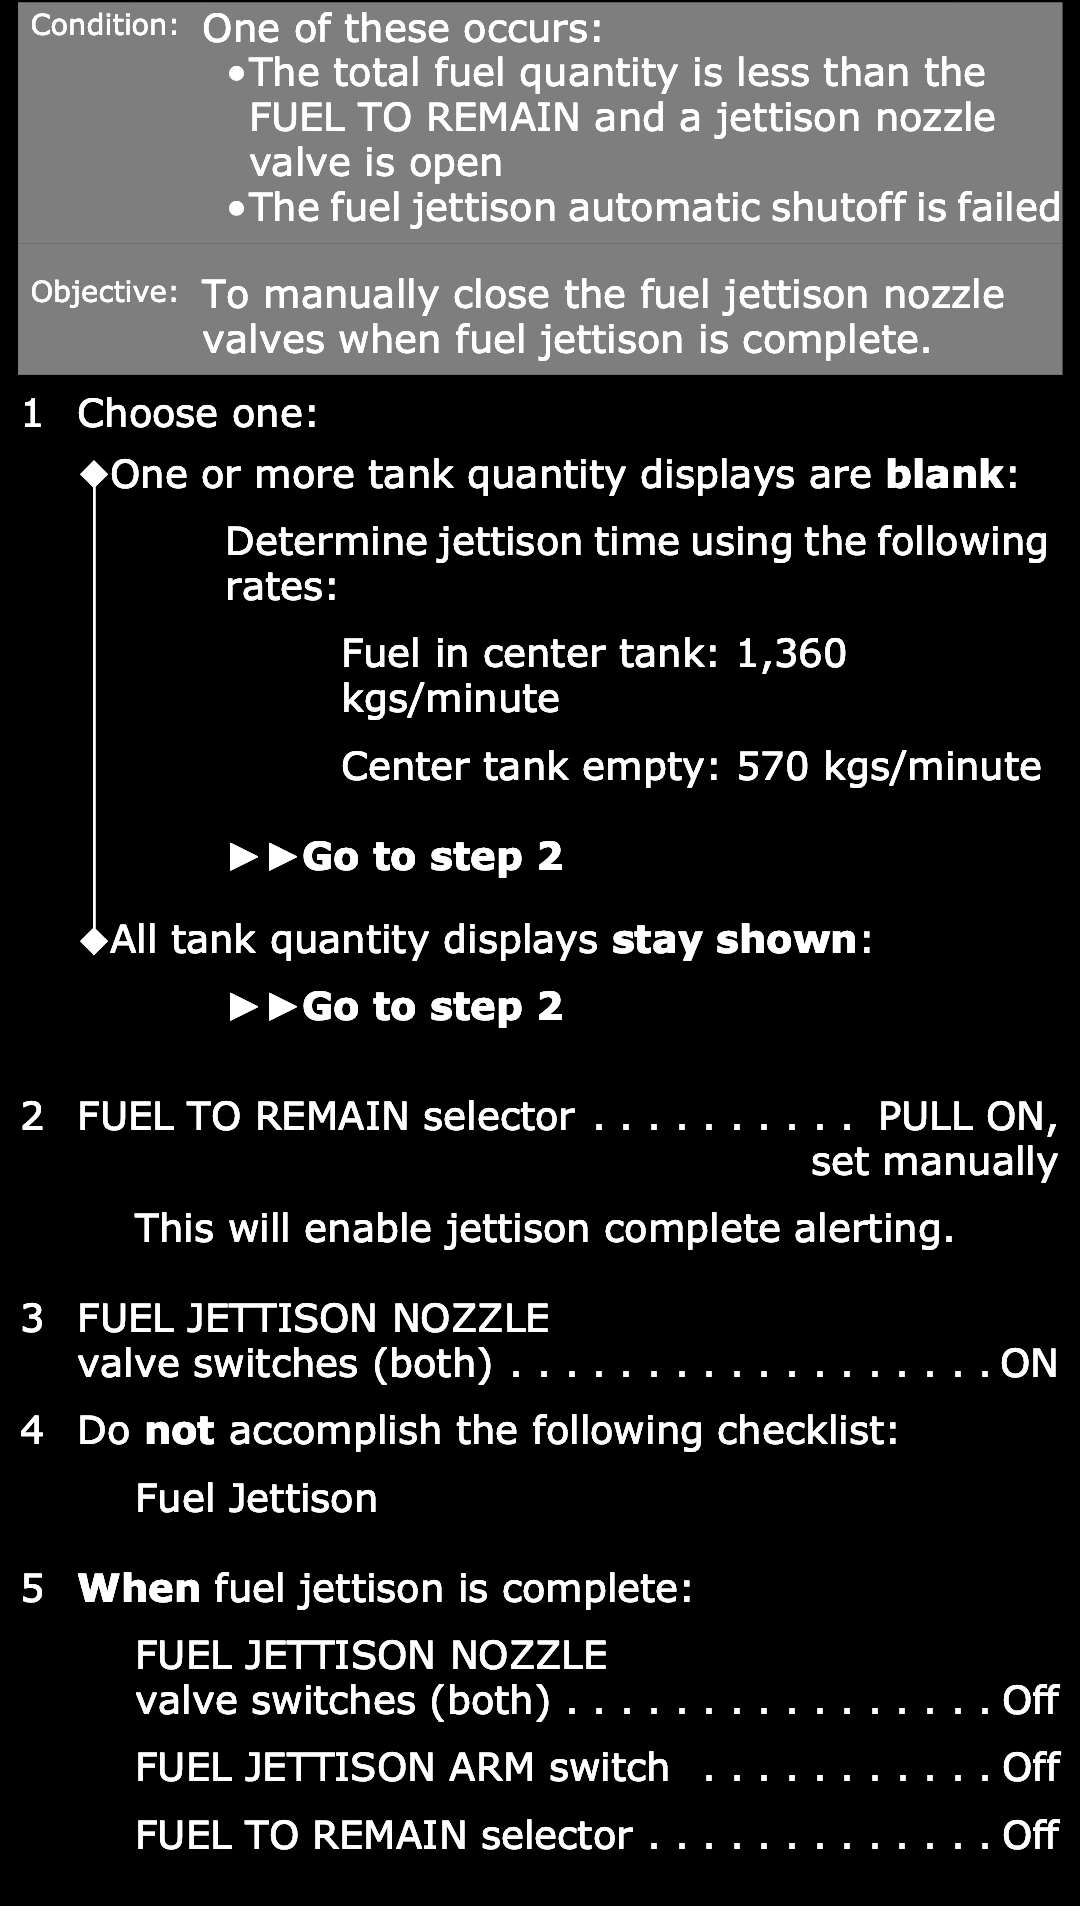 Condition: One of these occurs:
•The total fuel quantity is less than the
FUEL TO REMAIN and a jettison nozzle
valve is open
•The fuel jettison automatic shutoff is failed
Objective: To manually close the fuel jettison nozzle
valves when fuel jettison is complete.
1 Choose one:
◆One or more tank quantity displays are blank:
Determine jettison time using the following
rates:
Fuel in center tank: 1,360
kgs/minute
Center tank empty: 570 kgs/minute
►►Go to step 2
◆All tank quantity displays stay shown:
►►Go to step 2
2 FUEL TO REMAIN selector . . . . . . . . . . PULL ON,
set manually
This will enable jettison complete alerting.
3 FUEL JETTISON NOZZLE
valve switches (both) . . . . . . . . . . . . . . . . . . ON
4 Do not accomplish the following checklist:
Fuel Jettison
5 When fuel jettison is complete:
FUEL JETTISON NOZZLE
valve switches (both) . . . . . . . . . . . . . . . . Off
FUEL JETTISON ARM switch . . . . . . . . . . . Off
FUEL TO REMAIN selector . . . . . . . . . . . . . Off